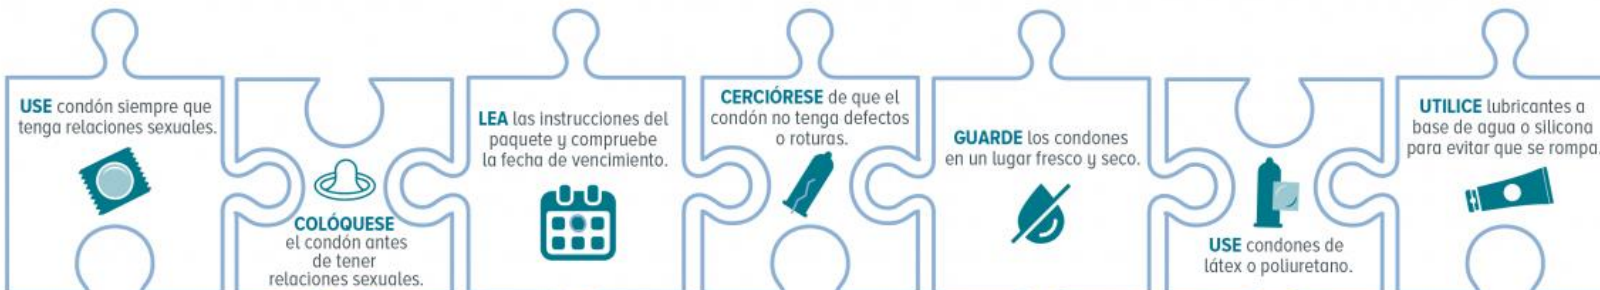 USE condón siempre que
tenga relaciones sexuales.
COLÓQUESE
el condón antes
de tener
relaciones sexuales.
LEA las instrucciones del
paquete y compruebe
la fecha de vencimiento.
CERCIÓRESE de que el
condón no tenga defectos
o roturas.
GUARDE los condones
en un lugar fresco y seco.
USE condones de
látex o poliuretano.
UTILICE lubricantes a
base de agua o silicona
para evitar que se rompa.